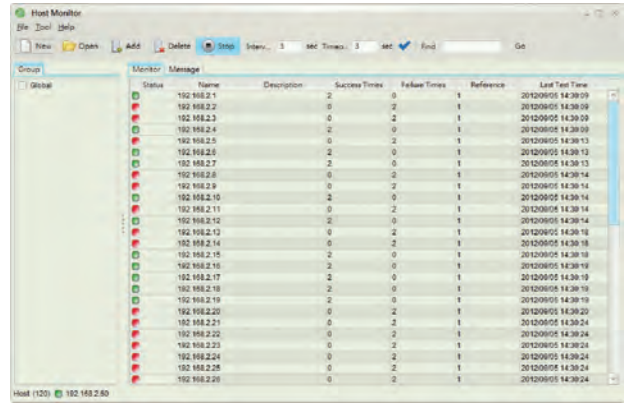 Host Monitor
File Tool Help
New Open Add Delete Stop Interv... 3 sec Timeo... 3 sec Find Go
Group Monitor Message
Global
Status Name Description Success Times Failure Times Reference Last Test Time
192.168.2.1 2 0 1 2012/09/05 14:39:09
192.168.2.2 0 2 1 2012/09/05 14:39:09
192.168.2.3 0 2 1 2012/09/05 14:39:09
192.168.2.4 2 0 1 2012/09/05 14:39:09
192.168.2.5 0 2 1 2012/09/05 14:39:13
192.168.2.6 2 0 1 2012/09/05 14:39:13
192.168.2.7 2 0 1 2012/09/05 14:39:13
192.168.2.8 0 2 1 2012/09/05 14:39:14
192.168.2.9 0 2 1 2012/09/05 14:39:14
192.168.2.10 2 0 1 2012/09/05 14:39:14
192.168.2.11 0 2 1 2012/09/05 14:39:14
192.168.2.12 2 0 1 2012/09/05 14:39:14
192.168.2.13 0 2 1 2012/09/05 14:39:18
192.168.2.14 0 2 1 2012/09/05 14:39:18
192.168.2.15 2 0 1 2012/09/05 14:39:18
192.168.2.16 2 0 1 2012/09/05 14:39:19
192.168.2.17 2 0 1 2012/09/05 14:39:19
192.168.2.18 2 0 1 2012/09/05 14:39:19
192.168.2.19 2 0 1 2012/09/05 14:39:19
192.168.2.20 0 2 1 2012/09/05 14:39:20
192.168.2.21 0 2 1 2012/09/05 14:39:24
192.168.2.22 0 2 1 2012/09/05 14:39:24
192.168.2.23 0 2 1 2012/09/05 14:39:24
192.168.2.24 0 2 1 2012/09/05 14:39:24
192.168.2.25 0 2 1 2012/09/05 14:39:24
192.168.2.26 0 2 1 2012/09/05 14:39:24
Host (120) 192.168.2.60